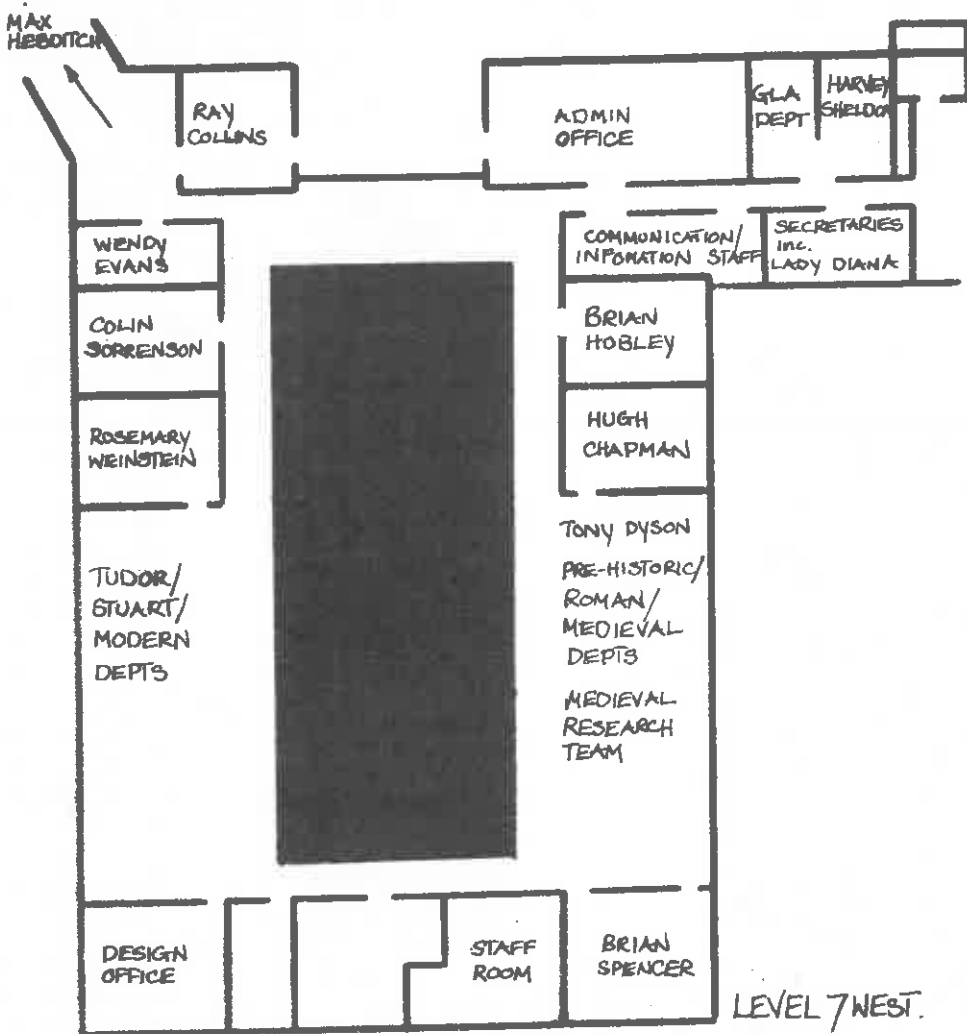 MAX
HEBDITCH
RAY
COLLINS
ADMIN
OFFICE
GLA
DEPT
HARVEY
SHELDON
WENDY
EVANS
COMMUNICATION/
INFOMATION STAFF
SECRETARIES
Inc.
LADY DIANA
COLIN
SORRENSON
BRIAN
HOBLEY
ROSEMARY
WEINSTEIN
HUGH
CHAPMAN
TUDOR/
STUART/
MODERN
DEPTS
TONY DYSON
PRE-HISTORIC/
ROMAN/
MEDIEVAL
DEPTS
MEDIEVAL
RESEARCH
TEAM
DESIGN
OFFICE
STAFF
ROOM
BRIAN
SPENCER
LEVEL 7 WEST.